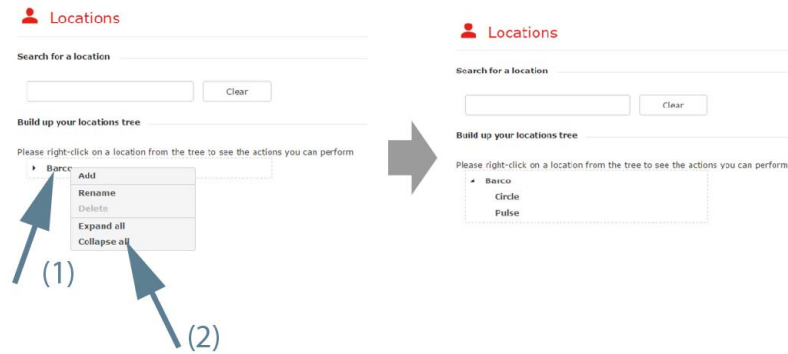 Locations
Search for a location
Clear
Build up your locations tree
Please right-click on a location from the tree to see the actions you can perform
Barco
Add
Rename
Delete
Expand all
Collapse all
(1)
(2)
Locations
Search for a location
Clear
Build up your locations tree
Please right-click on a location from the tree to see the actions you can perform
Barco
Circle
Pulse